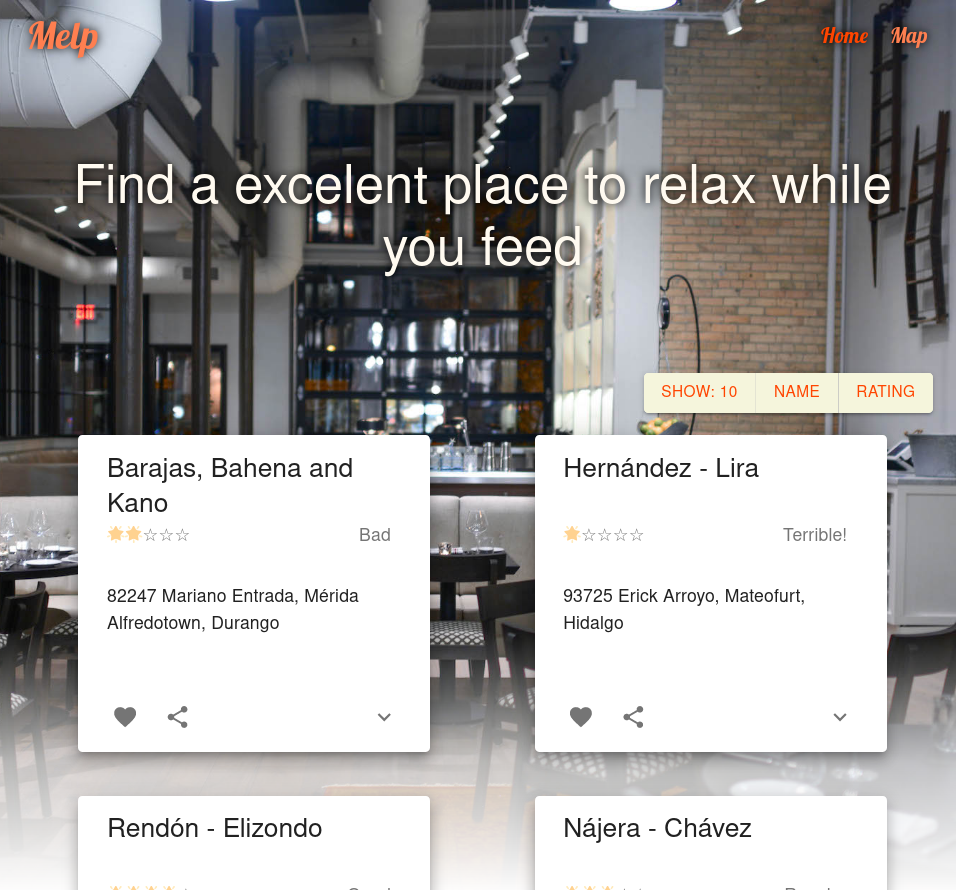 Melp
Home Map
Find a excelent place to relax while
you feed
SHOW: 10 NAME RATING
Barajas, Bahena and
Kano
Bad
82247 Mariano Entrada, Mérida
Alfredotown, Durango
Hernández - Lira
Terrible!
93725 Erick Arroyo, Mateofurt,
Hidalgo
Rendón - Elizondo
Nájera - Chávez